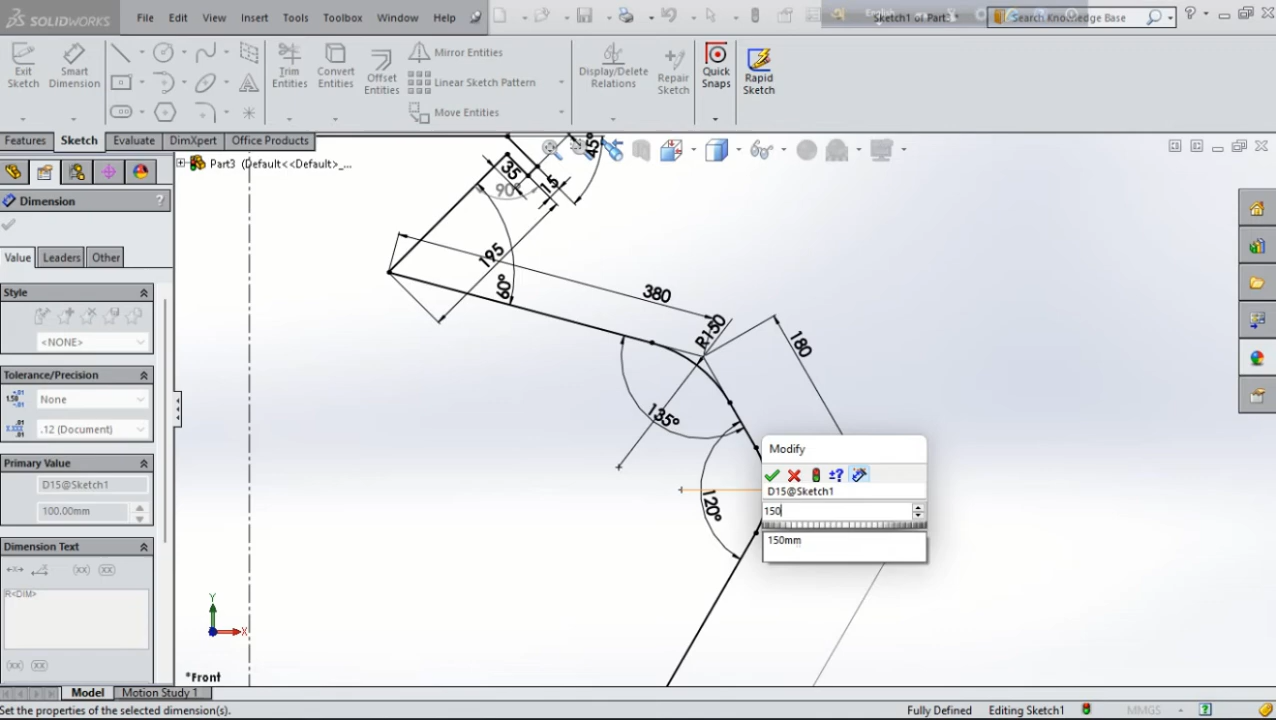 SOLIDWORKS
File Edit View Insert Tools Toolbox Window Help
Sketch1 of Part3 *
Search Knowledge Base
Exit Sketch
Smart Dimension
Trim Entities
Convert Entities
Offset Entities
Mirror Entities
Linear Sketch Pattern
Move Entities
Display/Delete Relations
Repair Sketch
Quick Snaps
Rapid Sketch
Features Sketch Evaluate DimXpert Office Products
Part3 (Default<<Default>_...
Dimension ?
Value Leaders Other
Style
<NONE>
Tolerance/Precision
None
.12 (Document)
Primary Value
D15@Sketch1
100.00mm
Dimension Text
R<DIM>
45°
35
15
90°
195
60°
380
R150
180
135°
120°
Modify
D15@Sketch1
150
150mm
Y
X
*Front
Model Motion Study 1
Set the properties of the selected dimension(s).
Fully Defined Editing Sketch1 MMGS